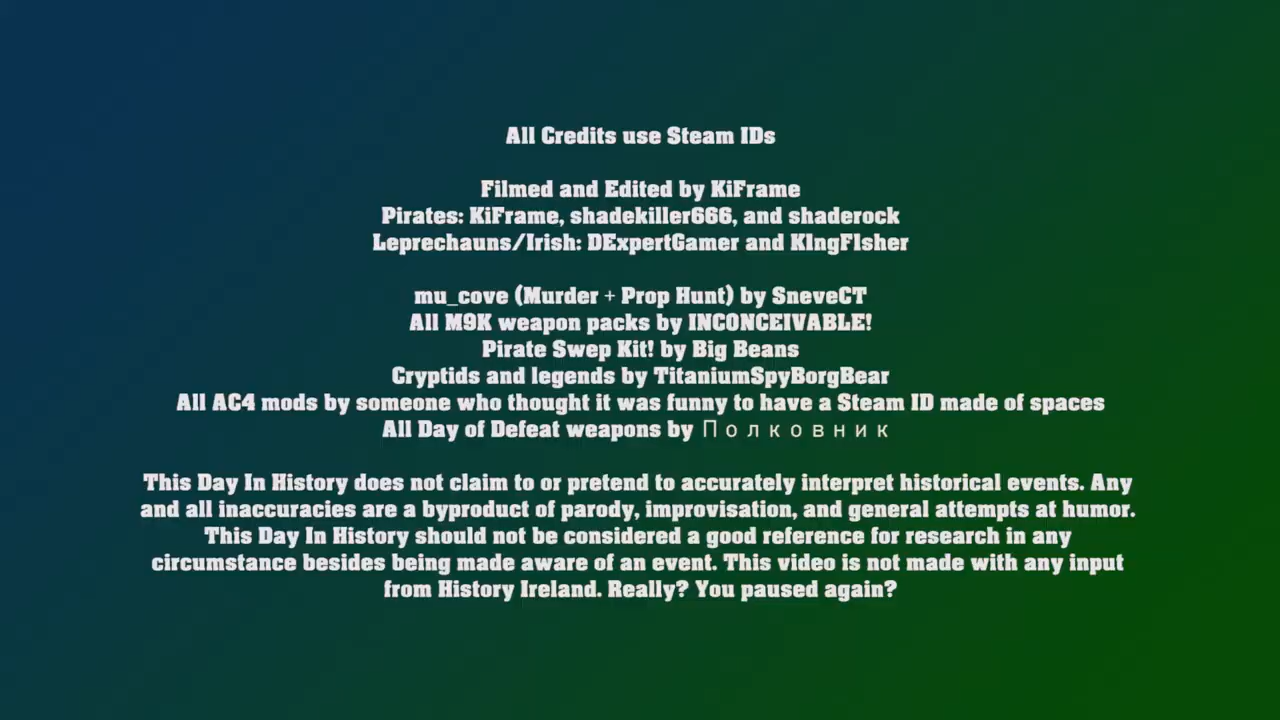 All Credits use Steam IDs
Filmed and Edited by KiFrame
Pirates: KiFrame, shadekiller666, and shaderock
Leprechauns/Irish: DExpertGamer and KIngFIsher
mu_cove (Murder + Prop Hunt) by SneveCT
All M9K weapon packs by INCONCEIVABLE!
Pirate Swep Kit! by Big Beans
Cryptids and legends by TitaniumSpyBorgBear
All AC4 mods by someone who thought it was funny to have a Steam ID made of spaces
All Day of Defeat weapons by П о л к о в н и к
This Day In History does not claim to or pretend to accurately interpret historical events. Any
and all inaccuracies are a byproduct of parody, improvisation, and general attempts at humor.
This Day In History should not be considered a good reference for research in any
circumstance besides being made aware of an event. This video is not made with any input
from History Ireland. Really? You paused again?